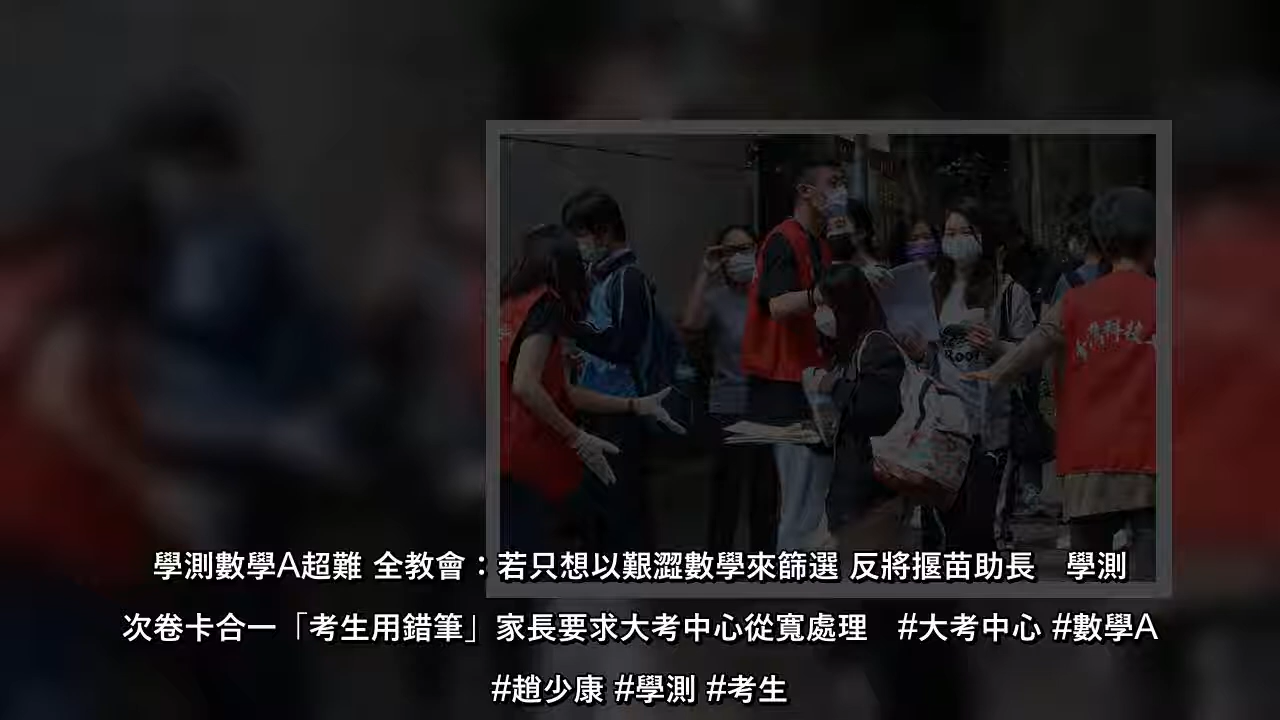 科技
Roor
學測數學A超難 全教會：若只想以艱澀數學來篩選 反將揠苗助長　學測
次卷卡合一「考生用錯筆」家長要求大考中心從寬處理　#大考中心 #數學A
#趙少康 #學測 #考生